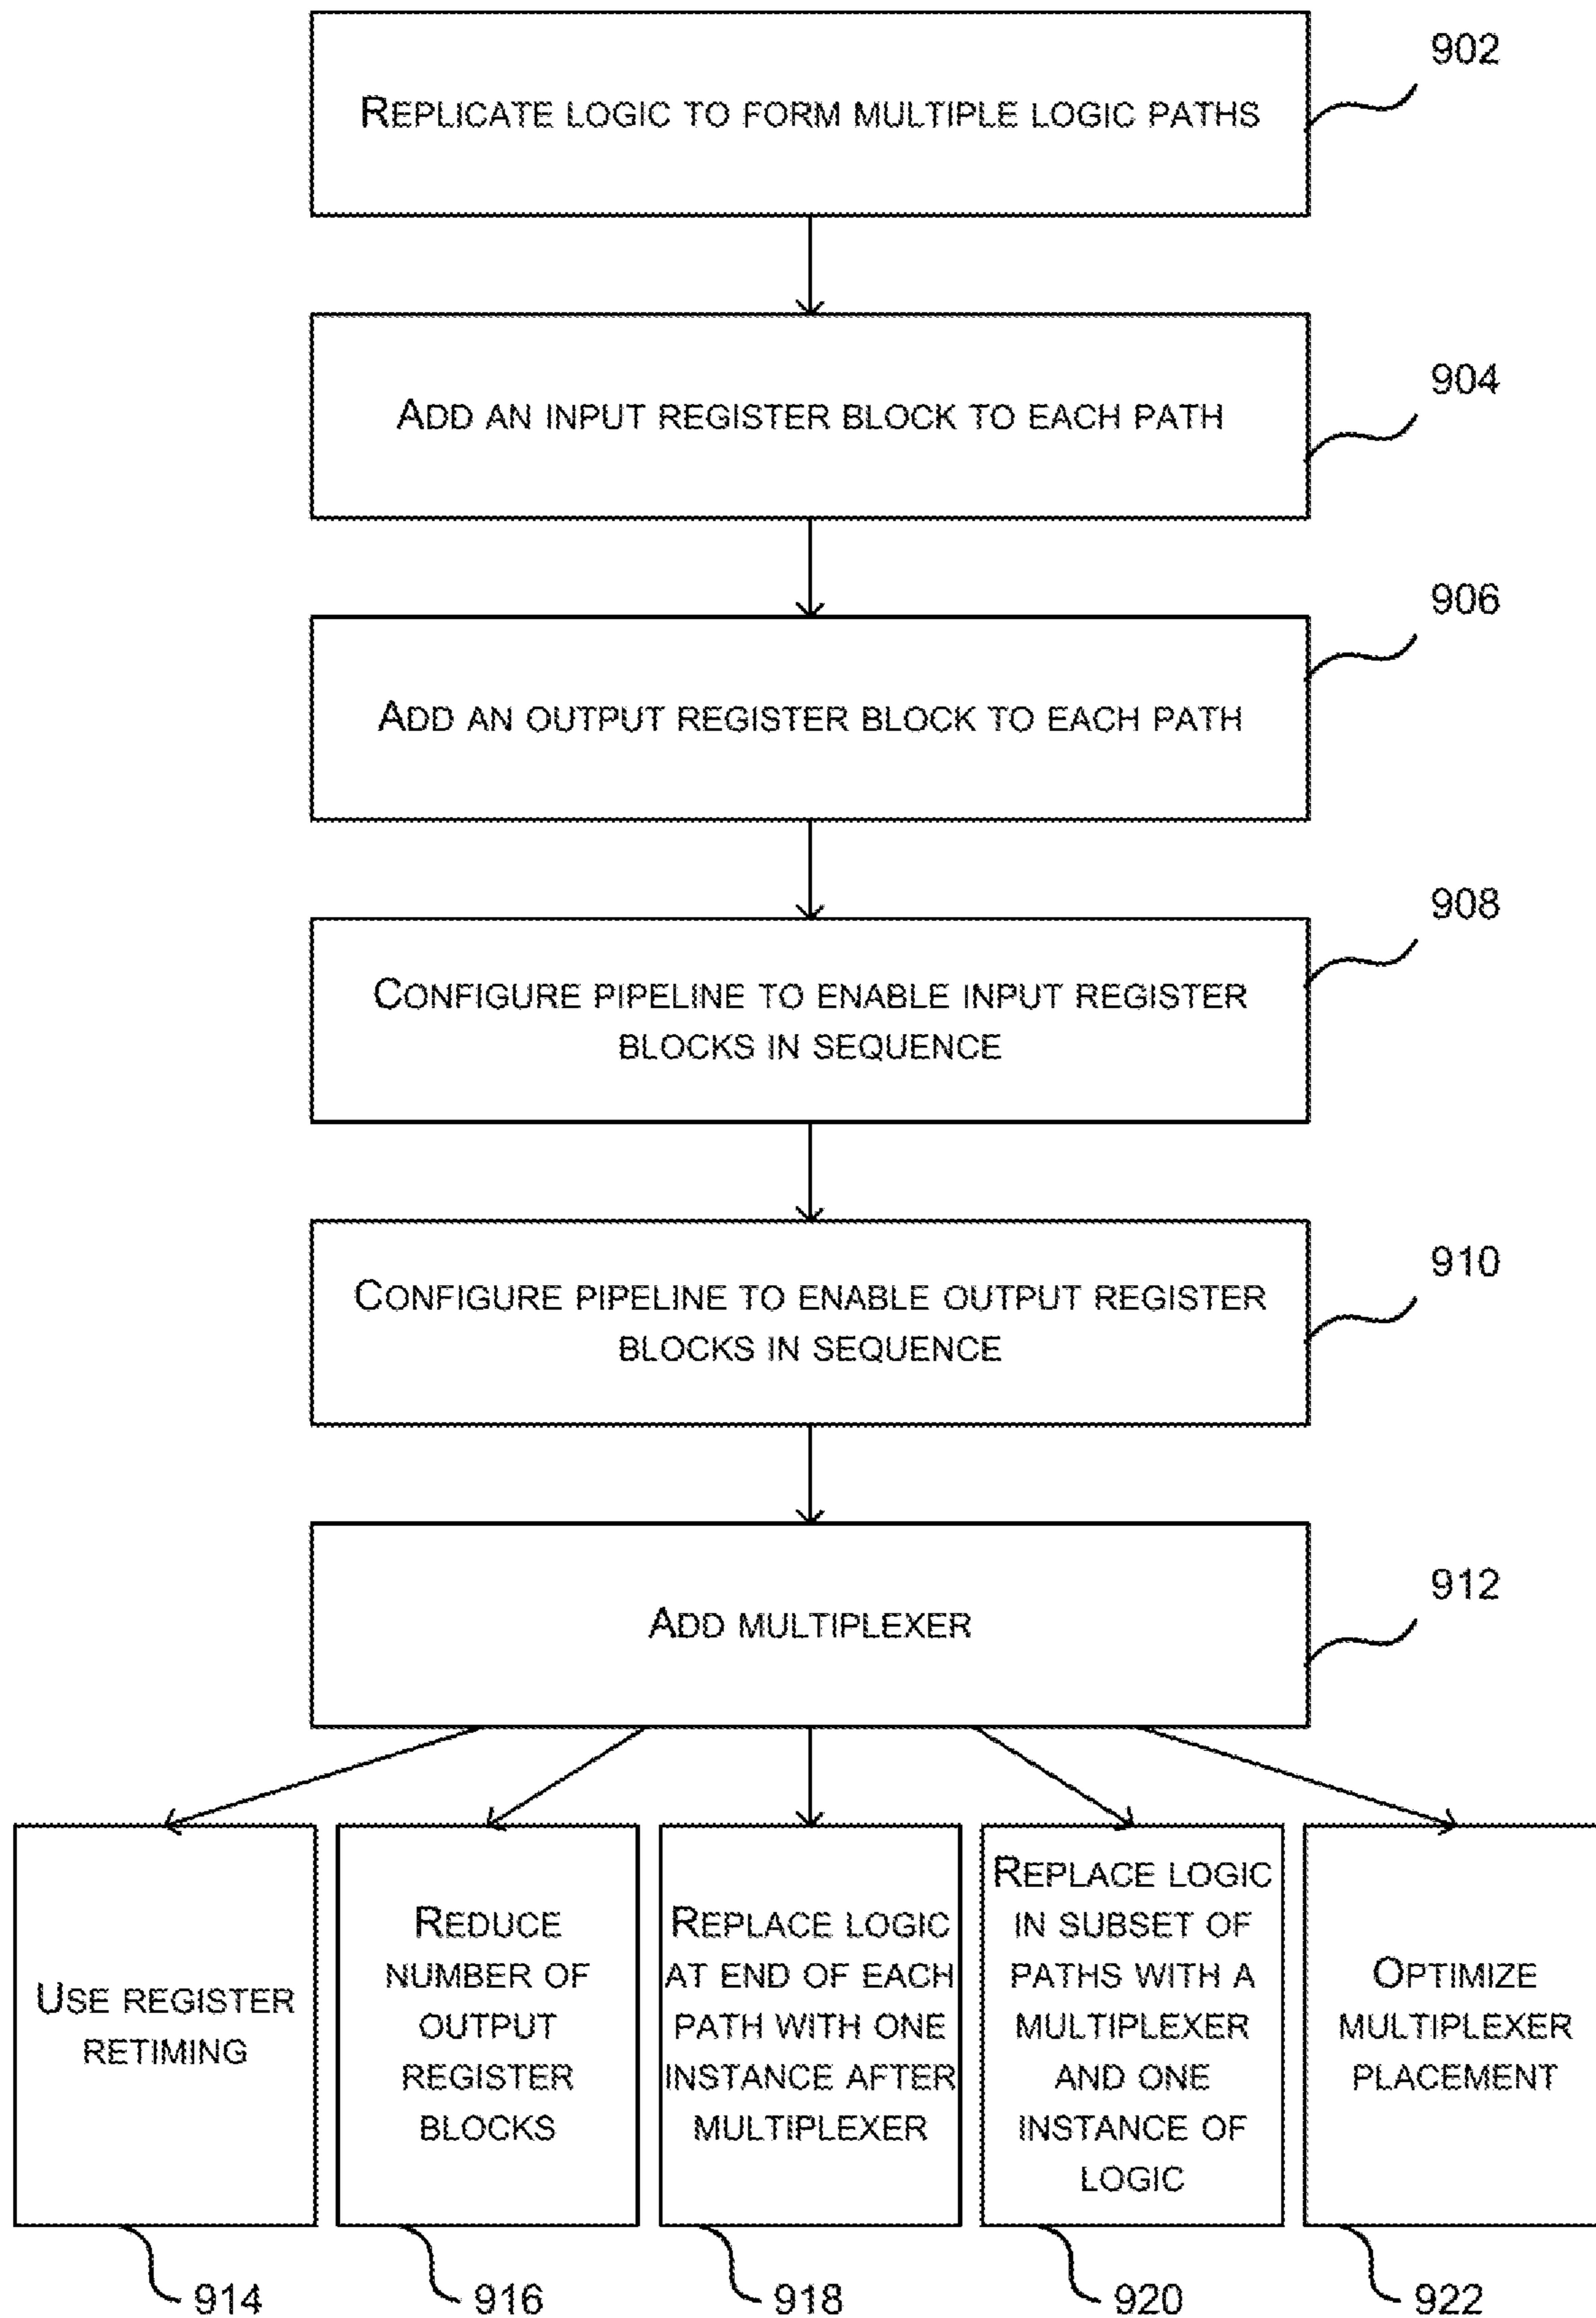 REPLICATE LOGIC TO FORM MULTIPLE LOGIC PATHS
902
ADD AN INPUT REGISTER BLOCK TO EACH PATH
904
ADD AN OUTPUT REGISTER BLOCK TO EACH PATH
906
CONFIGURE PIPELINE TO ENABLE INPUT REGISTER
BLOCKS IN SEQUENCE
908
CONFIGURE PIPELINE TO ENABLE OUTPUT REGISTER
BLOCKS IN SEQUENCE
910
ADD MULTIPLEXER
912
USE REGISTER
RETIMING
914
REDUCE
NUMBER OF
OUTPUT
REGISTER
BLOCKS
916
REPLACE LOGIC
AT END OF EACH
PATH WITH ONE
INSTANCE AFTER
MULTIPLEXER
918
REPLACE LOGIC
IN SUBSET OF
PATHS WITH A
MULTIPLEXER
AND ONE
INSTANCE OF
LOGIC
920
OPTIMIZE
MULTIPLEXER
PLACEMENT
922